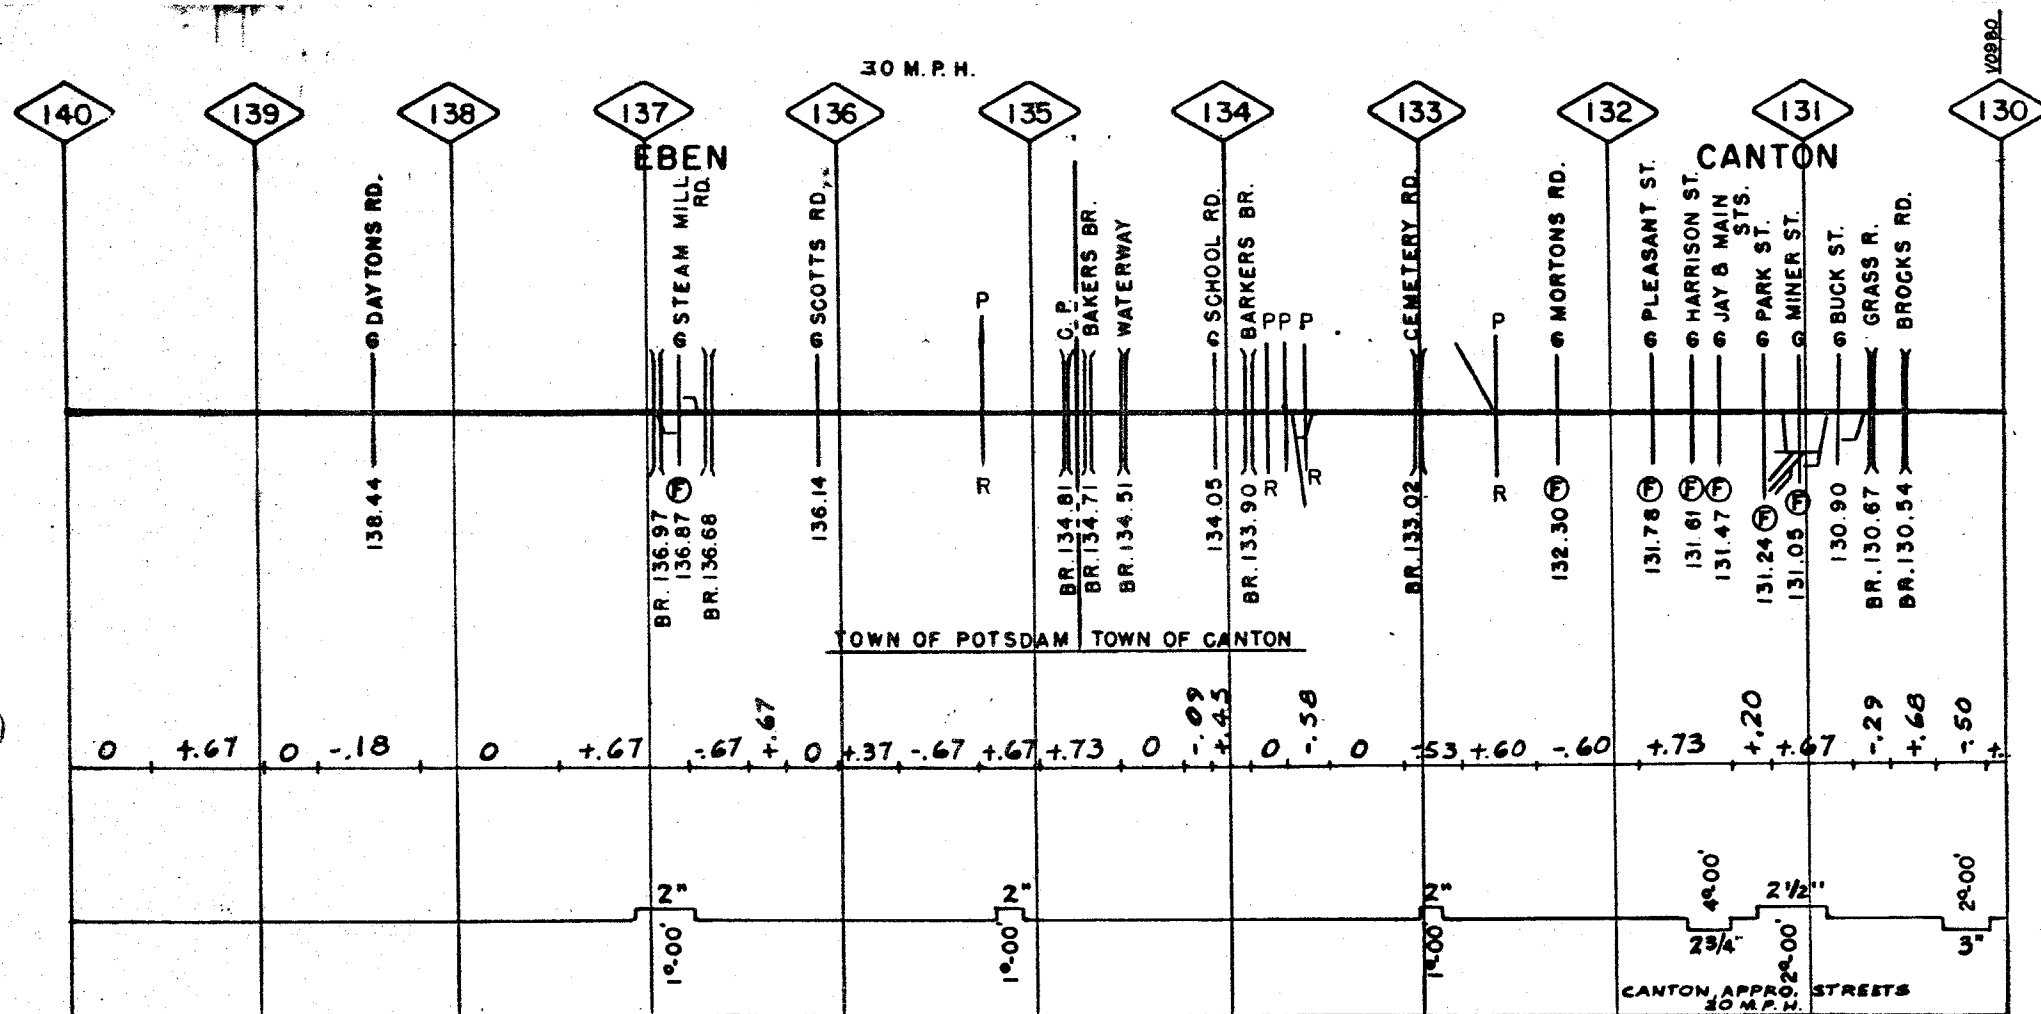 V0980
30 M.P.H.
140 139 138 137 136 135 134 133 132 131 130
EBEN
CANTON
DAYTONS RD.
STEAM MILL RD.
SCOTTS RD.
P
C. P.
BAKERS BR.
WATERWAY
SCHOOL RD.
BARKERS BR.
P P P
CEMETERY RD.
P
MORTONS RD.
PLEASANT ST.
HARRISON ST.
JAY & MAIN STS.
PARK ST.
MINER ST.
BUCK ST.
GRASS R.
BROCKS RD.
138.44
BR. 136.97
136.87 F
BR. 136.68
136.14
R
BR. 134.81
BR. 134.71
BR. 134.51
134.05
BR. 133.90
R
R
BR. 133.02
R
132.30 F
131.78 F
131.61 F
131.47 F
131.24 F
131.05 F
130.90
BR. 130.67
BR. 130.54
TOWN OF POTSDAM TOWN OF CANTON
0 +.67 0 -.18 0 +.67 -.67 +.67 0 +.37 -.67 +.67 +.73 0 -.09 +.45 0 -.58 0 -.53 +.60 -.60 +.73 +.20 +.67 -.29 +.68 -.50 +.
2" 2" 2" 4°00' 2 1/2" 2°00'
1°-00' 1°-00' 1°-00' 2 3/4" 2°-00' 3"
CANTON, APPRO. STREETS
20 M.P.H.